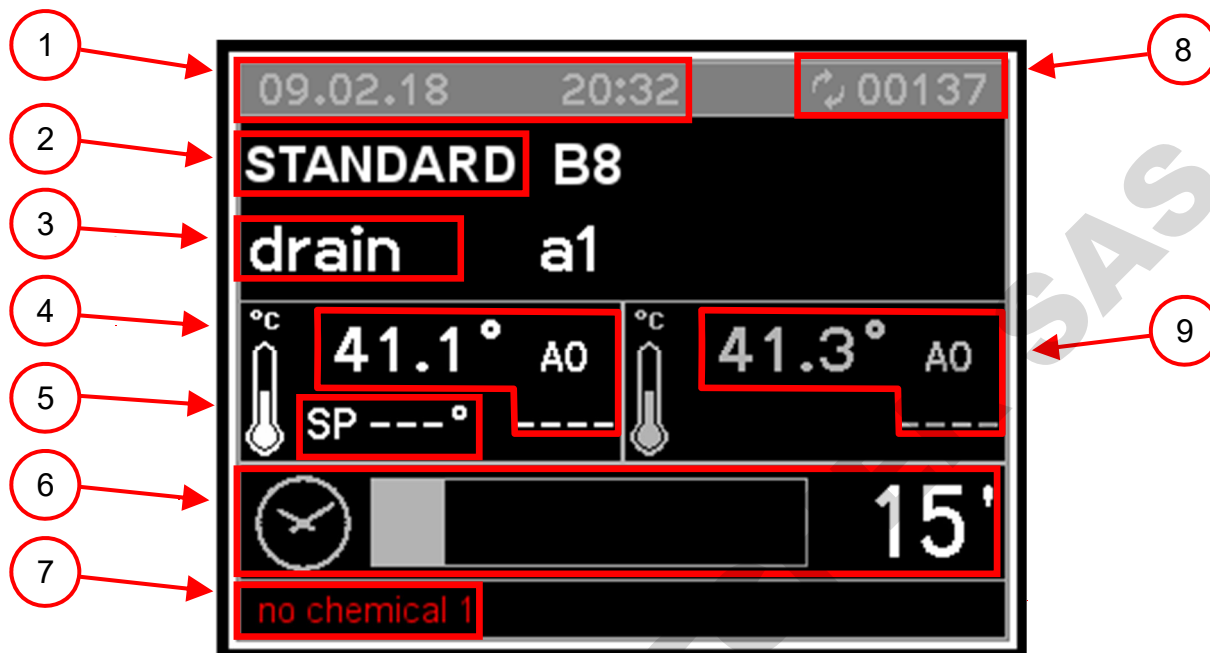 1
09.02.18 20:32 00137
8
2
STANDARD B8
3
drain a1
4
°C 41.1° A0
°C 41.3° A0
9
5
SP ---° ----
----
6
15'
7
no chemical 1
SAS